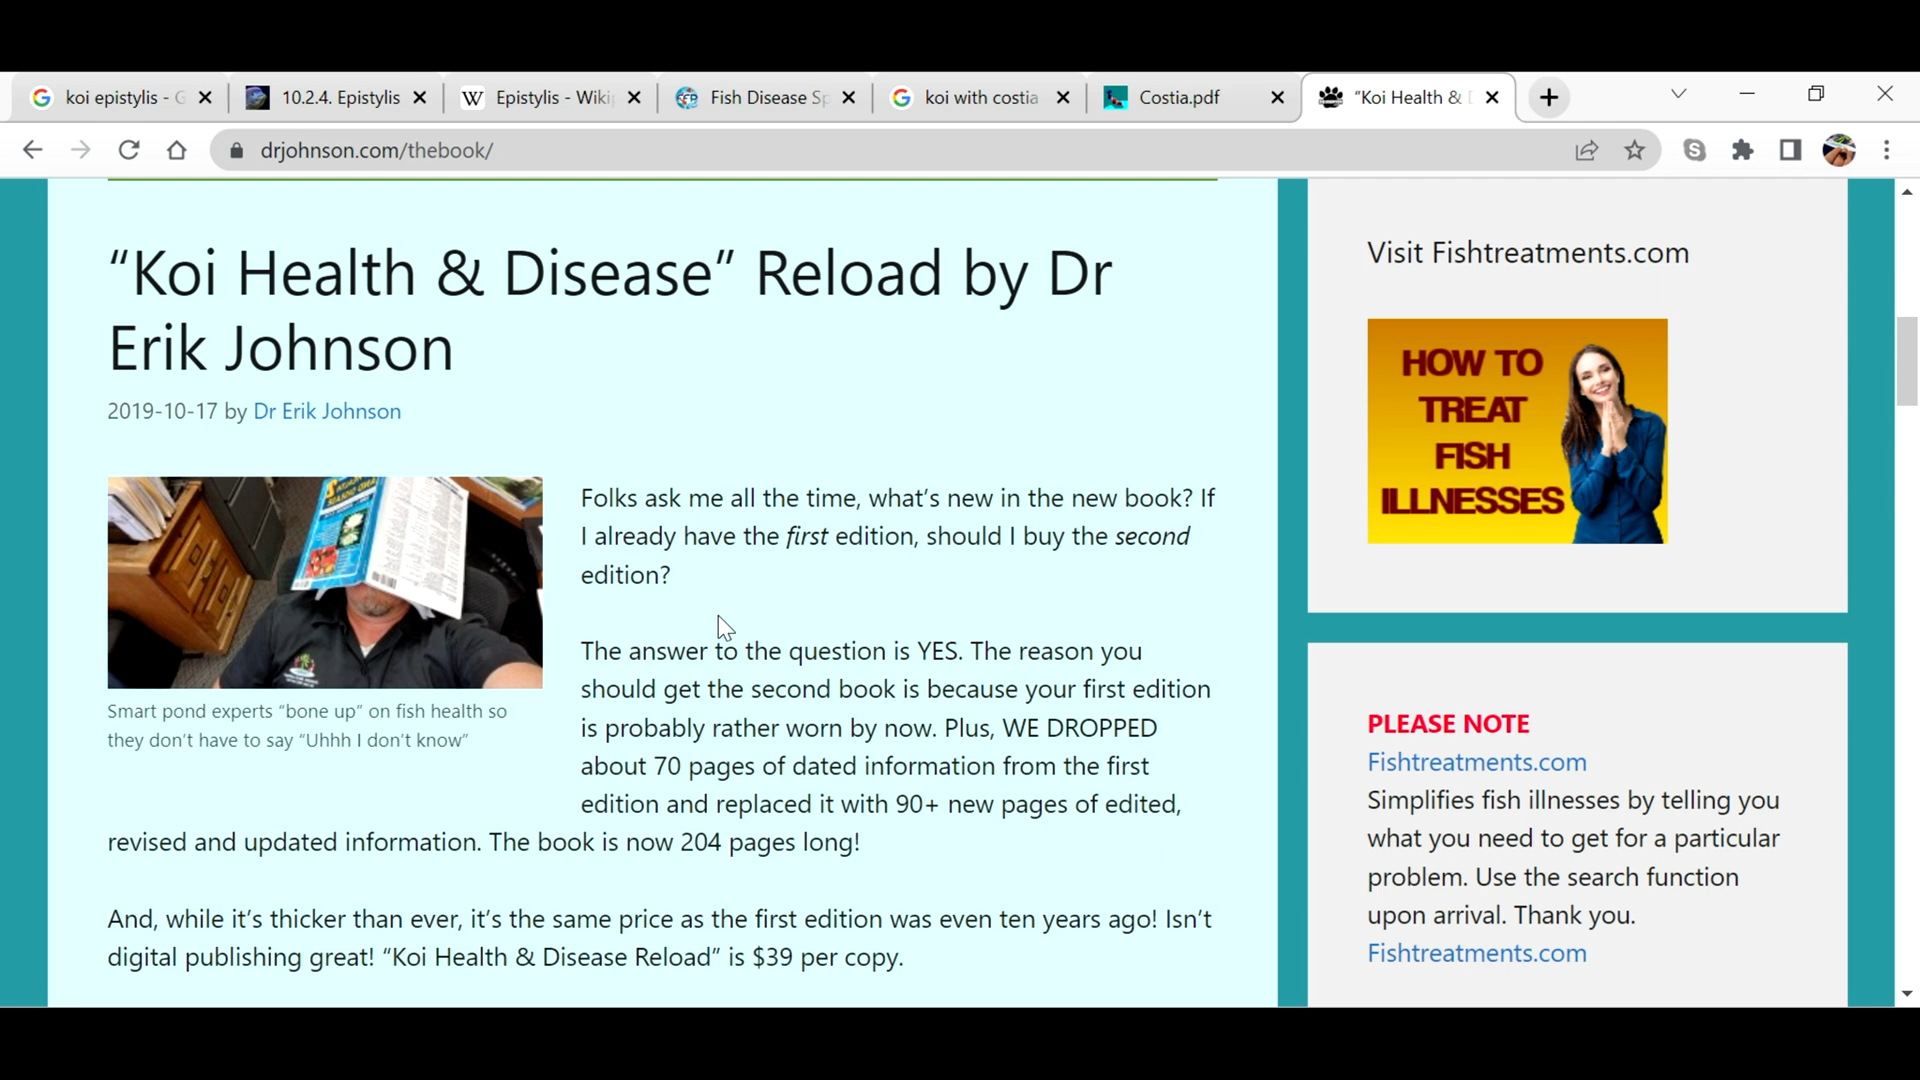 koi epistylis - G
10.2.4. Epistylis
Epistylis - Wiki
Fish Disease Sp
koi with costia
Costia.pdf
“Koi Health &
drjohnson.com/thebook/
“Koi Health & Disease” Reload by Dr
Erik Johnson
2019-10-17 by Dr Erik Johnson
Smart pond experts “bone up” on fish health so
they don’t have to say “Uhhh I don’t know”
Folks ask me all the time, what’s new in the new book? If
I already have the first edition, should I buy the second
edition?
The answer to the question is YES. The reason you
should get the second book is because your first edition
is probably rather worn by now. Plus, WE DROPPED
about 70 pages of dated information from the first
edition and replaced it with 90+ new pages of edited,
revised and updated information. The book is now 204 pages long!
And, while it’s thicker than ever, it’s the same price as the first edition was even ten years ago! Isn’t
digital publishing great! “Koi Health & Disease Reload” is $39 per copy.
Visit Fishtreatments.com
HOW TO
TREAT
FISH
ILLNESSES
PLEASE NOTE
Fishtreatments.com
Simplifies fish illnesses by telling you
what you need to get for a particular
problem. Use the search function
upon arrival. Thank you.
Fishtreatments.com